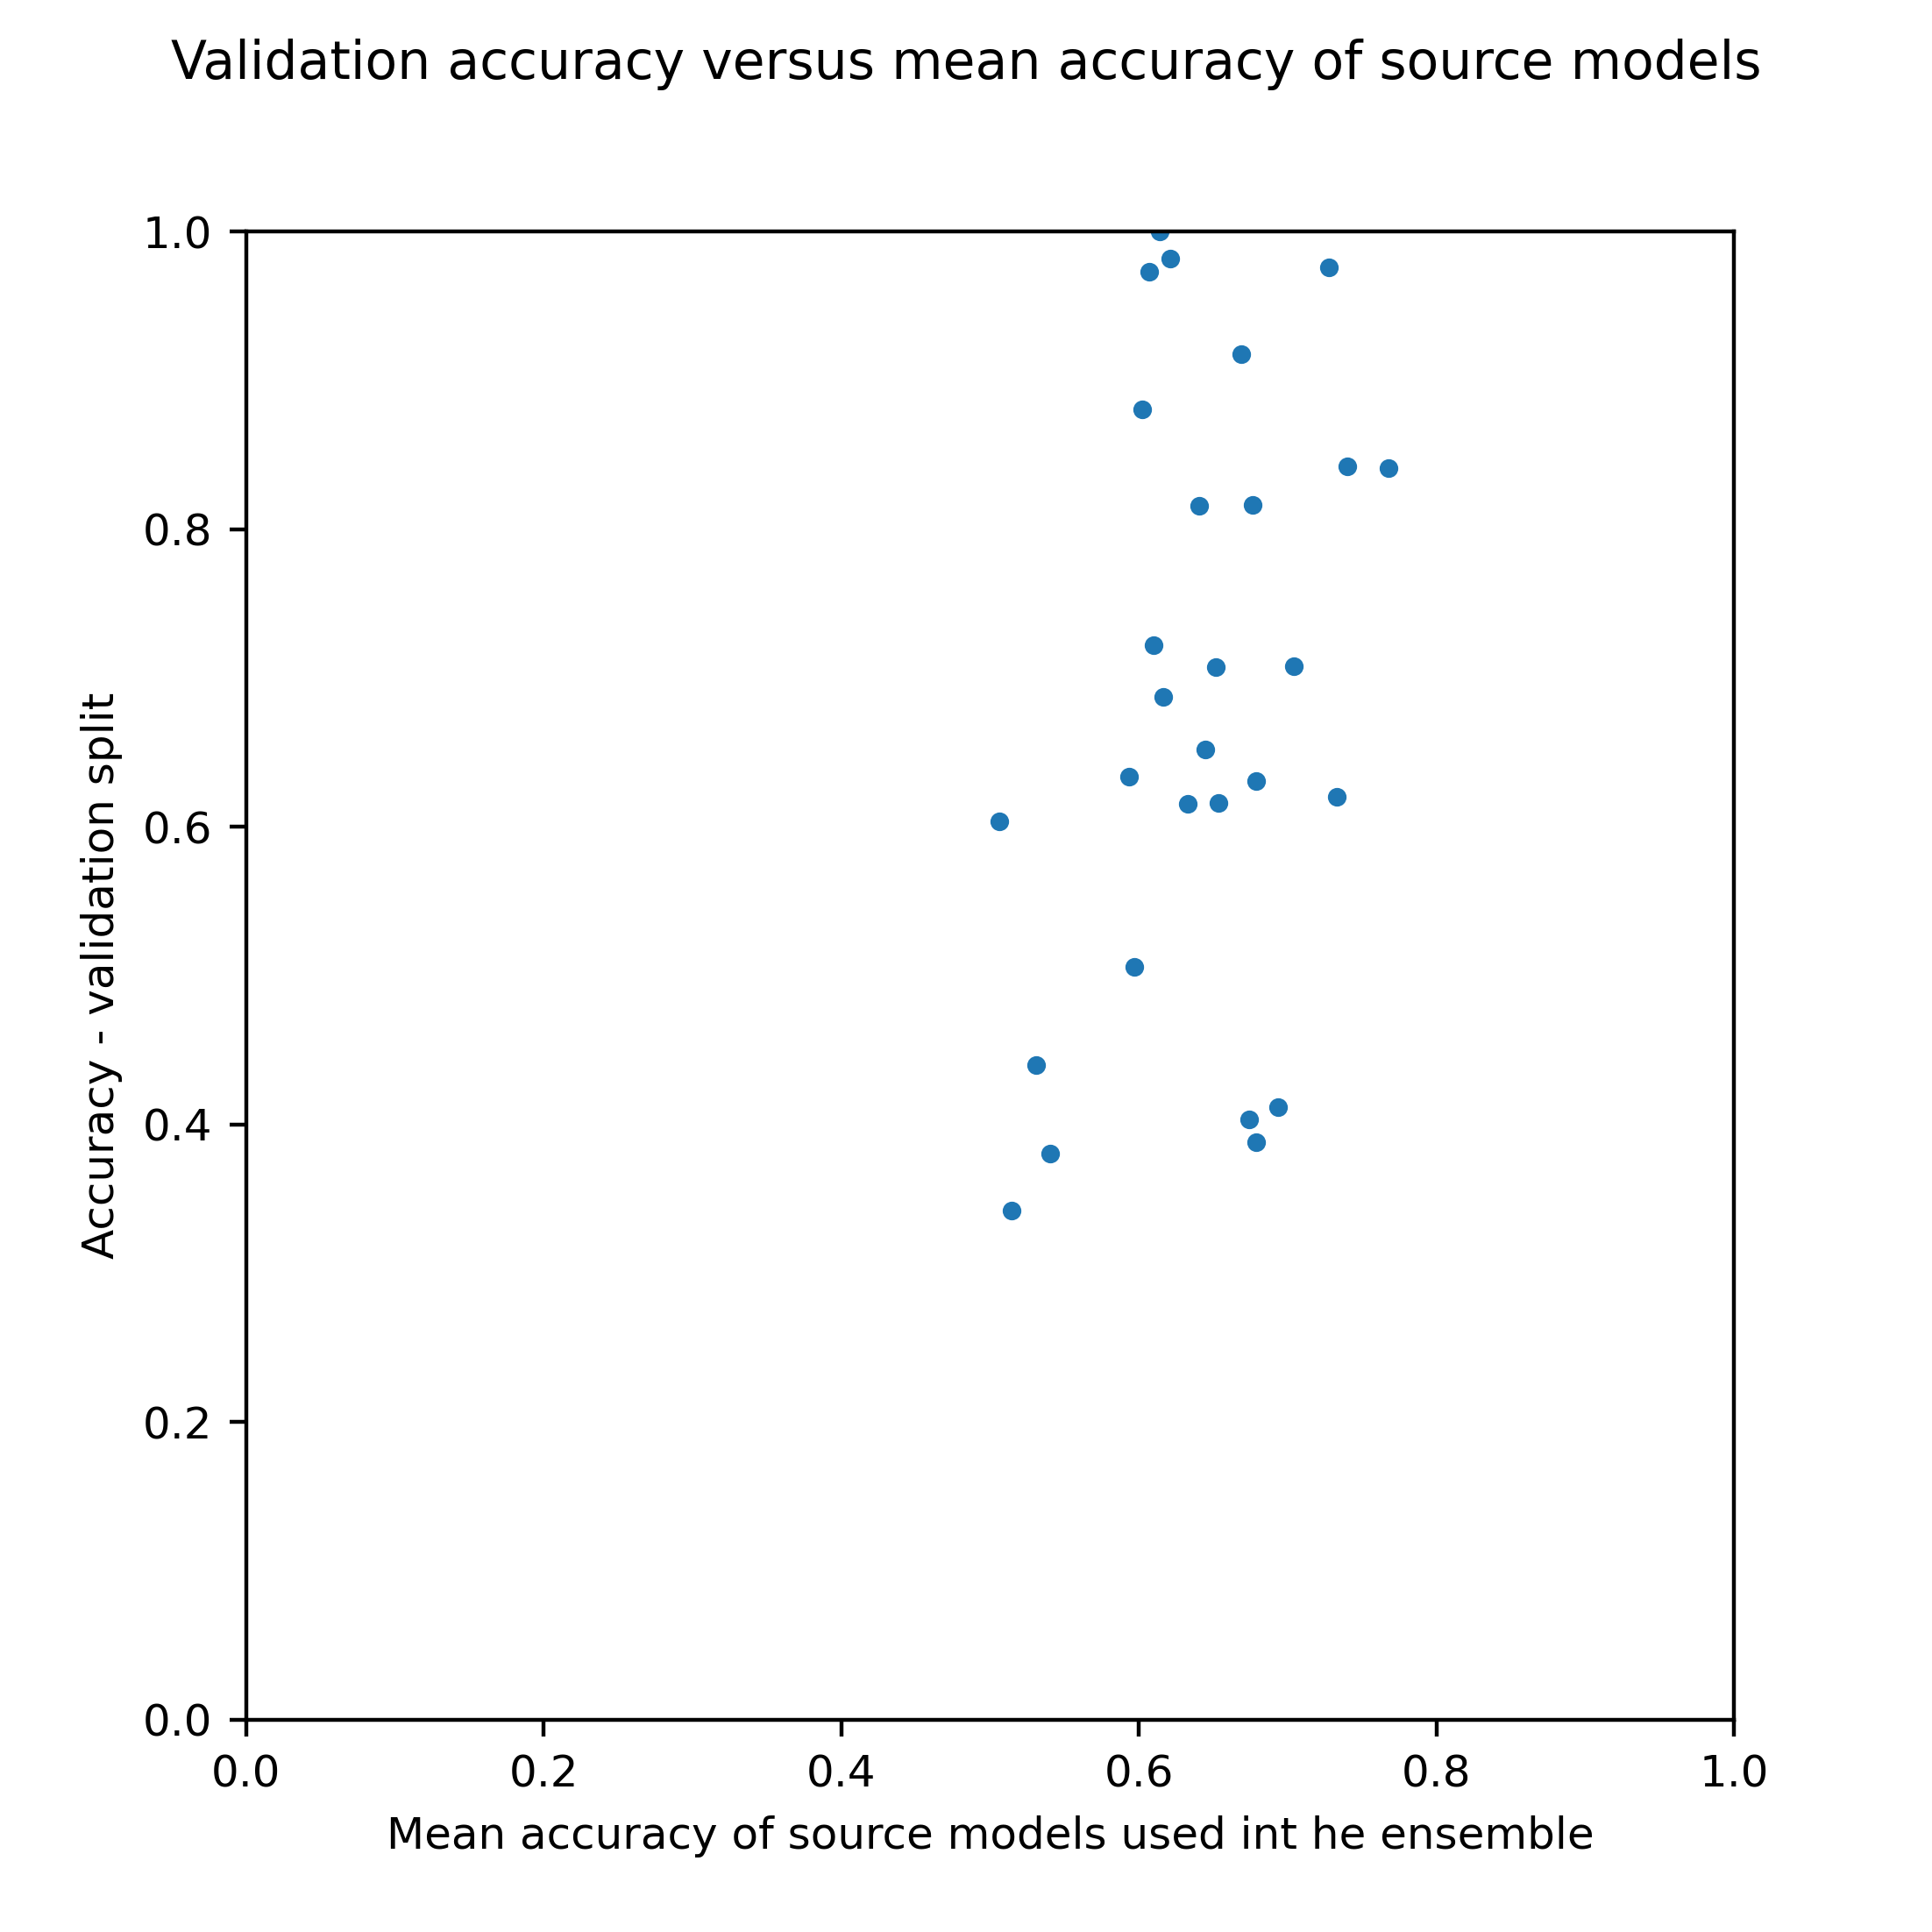 Validation accuracy versus mean accuracy of source models
1.0
0.8
0.6
0.4
0.2
0.0
Accuracy - validation split
0.0 0.2 0.4 0.6 0.8 1.0
Mean accuracy of source models used int he ensemble